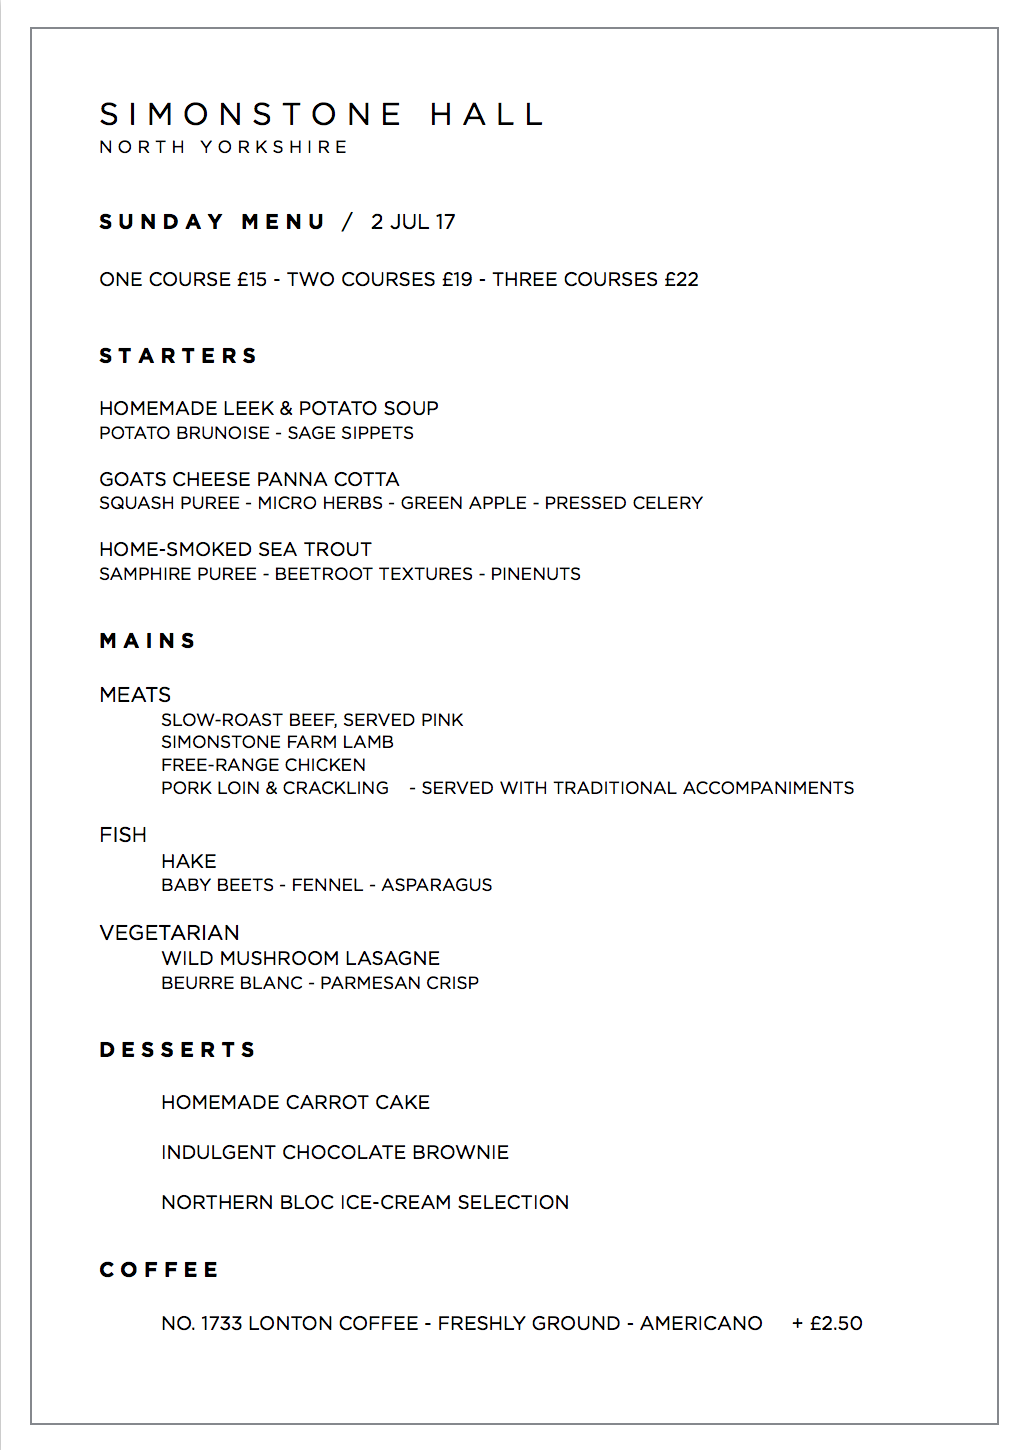 SIMONSTONE HALL
NORTH YORKSHIRE
SUNDAY MENU / 2 JUL 17
ONE COURSE £15 - TWO COURSES £19 - THREE COURSES £22
STARTERS
HOMEMADE LEEK & POTATO SOUP
POTATO BRUNOISE - SAGE SIPPETS
GOATS CHEESE PANNA COTTA
SQUASH PUREE - MICRO HERBS - GREEN APPLE - PRESSED CELERY
HOME-SMOKED SEA TROUT
SAMPHIRE PUREE - BEETROOT TEXTURES - PINENUTS
MAINS
MEATS
SLOW-ROAST BEEF, SERVED PINK
SIMONSTONE FARM LAMB
FREE-RANGE CHICKEN
PORK LOIN & CRACKLING - SERVED WITH TRADITIONAL ACCOMPANIMENTS
FISH
HAKE
BABY BEETS - FENNEL - ASPARAGUS
VEGETARIAN
WILD MUSHROOM LASAGNE
BEURRE BLANC - PARMESAN CRISP
DESSERTS
HOMEMADE CARROT CAKE
INDULGENT CHOCOLATE BROWNIE
NORTHERN BLOC ICE-CREAM SELECTION
COFFEE
NO. 1733 LONTON COFFEE - FRESHLY GROUND - AMERICANO + £2.50